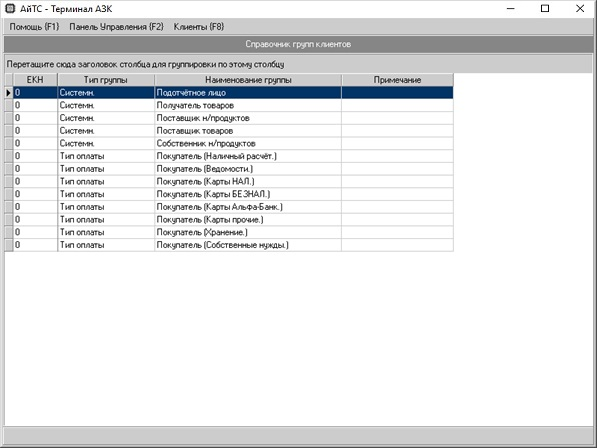 АйТС - Терминал АЗК
Помощь (F1) Панель Управления (F2) Клиенты (F8)
Справочник групп клиентов
Перетащите сюда заголовок столбца для группировки по этому столбцу
ЕКН Тип группы Наименование группы Примечание
0 Системн. Подотчётное лицо
0 Системн. Получатель товаров
0 Системн. Поставщик н/продуктов
0 Системн. Поставщик товаров
0 Системн. Собственник н/продуктов
0 Тип оплаты Покупатель (Наличный расчёт.)
0 Тип оплаты Покупатель (Ведомости.)
0 Тип оплаты Покупатель (Карты НАЛ.)
0 Тип оплаты Покупатель (Карты БЕЗНАЛ.)
0 Тип оплаты Покупатель (Карты Альфа-Банк.)
0 Тип оплаты Покупатель (Карты прочие.)
0 Тип оплаты Покупатель (Хранение.)
0 Тип оплаты Покупатель (Собственные нужды.)